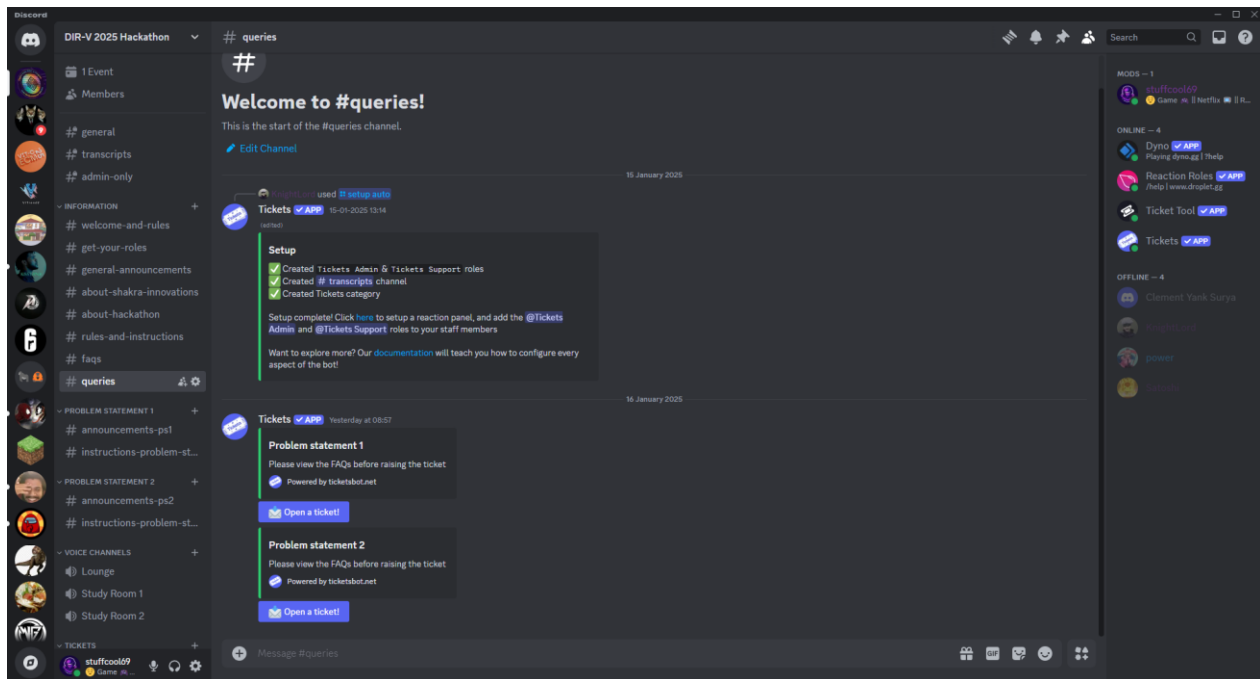 Discord
DIR-V 2025 Hackathon
1 Event
Members
general
transcripts
admin-only
INFORMATION
welcome-and-rules
get-your-roles
general-announcements
about-shakra-innovations
about-hackathon
rules-and-instructions
faqs
queries
PROBLEM STATEMENT 1
announcements-ps1
instructions-problem-st...
PROBLEM STATEMENT 2
announcements-ps2
instructions-problem-st...
VOICE CHANNELS
Lounge
Study Room 1
Study Room 2
TICKETS
stuffcool69
Game
# queries
Search
#
Welcome to #queries!
This is the start of the #queries channel.
Edit Channel
15 January 2025
used # setup auto
Tickets ✓ APP 15-01-2025 13:14
(edited)
Setup
✅ Created Tickets Admin & Tickets Support roles
✅ Created # transcripts channel
✅ Created Tickets category
Setup complete! Click here to setup a reaction panel, and add the @Tickets
Admin and @Tickets Support roles to your staff members
Want to explore more? Our documentation will teach you how to configure every
aspect of the bot!
16 January 2025
Tickets ✓ APP Yesterday at 08:57
Problem statement 1
Please view the FAQs before raising the ticket
Powered by ticketsbot.net
Open a ticket!
Problem statement 2
Please view the FAQs before raising the ticket
Powered by ticketsbot.net
Open a ticket!
Message #queries
GIF
MODS — 1
stuffcool69
Game || Netflix || R...
ONLINE — 4
Dyno ✓ APP
Playing dyno.gg | ?help
Reaction Roles ✓ APP
/help | www.droplet.gg
Ticket Tool ✓ APP
Tickets ✓ APP
OFFLINE — 4
Clement Yank Surya
power